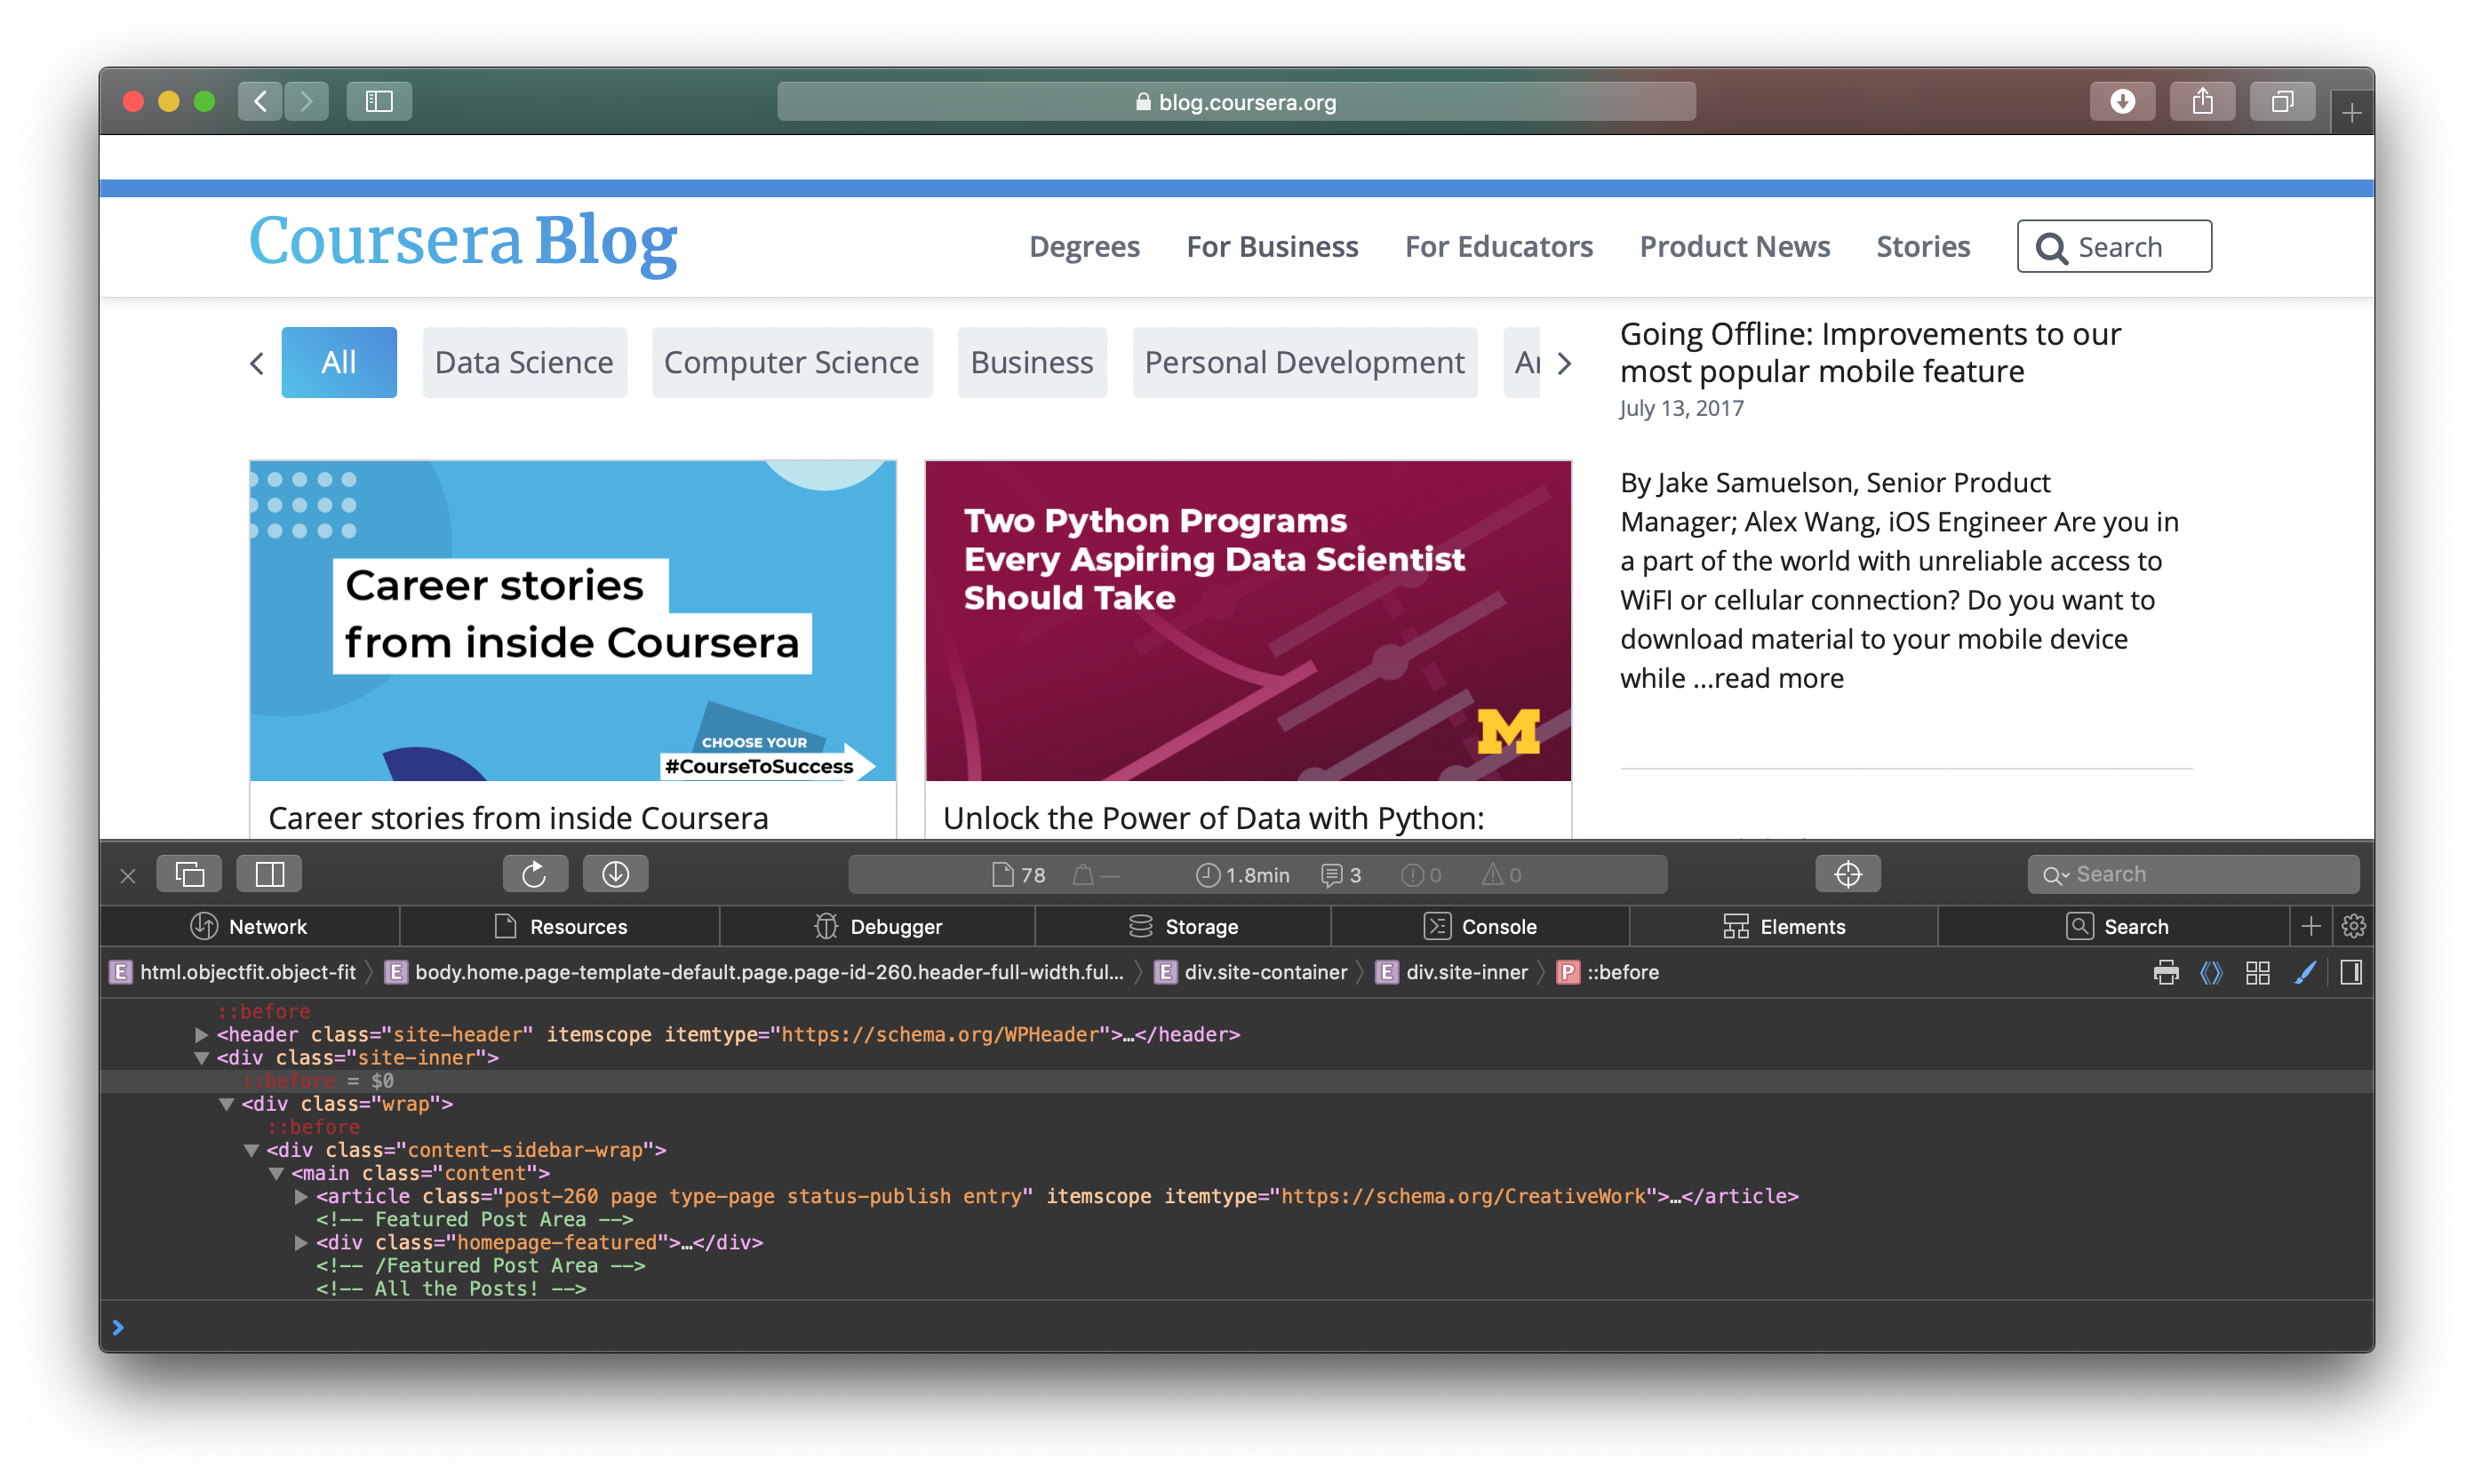 blog.coursera.org
Coursera Blog
Degrees For Business For Educators Product News Stories Search
All Data Science Computer Science Business Personal Development
Going Offline: Improvements to our
most popular mobile feature
July 13, 2017
By Jake Samuelson, Senior Product
Manager; Alex Wang, iOS Engineer Are you in
a part of the world with unreliable access to
WiFI or cellular connection? Do you want to
download material to your mobile device
while ...read more
Career stories
from inside Coursera
CHOOSE YOUR
#CourseToSuccess
Career stories from inside Coursera
Two Python Programs
Every Aspiring Data Scientist
Should Take
M
Unlock the Power of Data with Python:
78 — 1.8min 3 0 0 Search
Network Resources Debugger Storage Console Elements Search
E html.objectfit.object-fit E body.home.page-template-default.page.page-id-260.header-full-width.ful... E div.site-container E div.site-inner P ::before
::before
<header class="site-header" itemscope itemtype="https://schema.org/WPHeader">…</header>
<div class="site-inner">
::before = $0
<div class="wrap">
::before
<div class="content-sidebar-wrap">
<main class="content">
<article class="post-260 page type-page status-publish entry" itemscope itemtype="https://schema.org/CreativeWork">…</article>
<!-- Featured Post Area -->
<div class="homepage-featured">…</div>
<!-- /Featured Post Area -->
<!-- All the Posts! -->